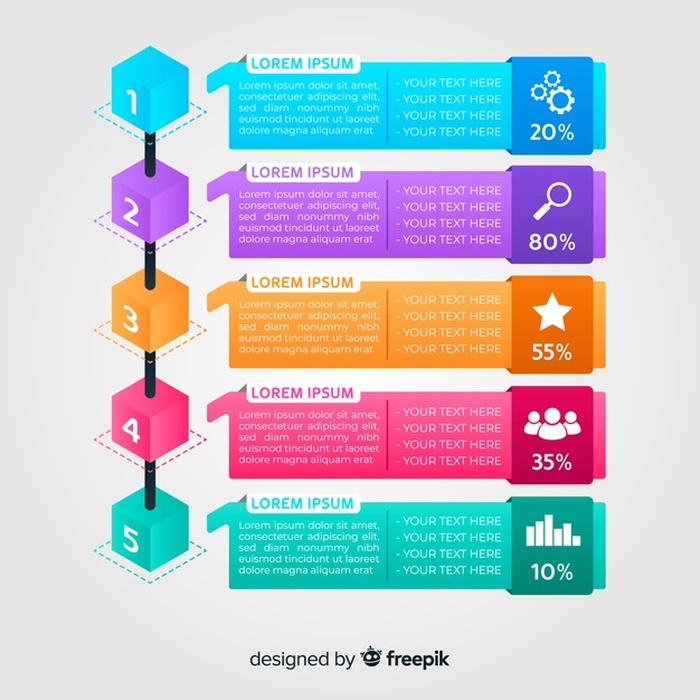 1
LOREM IPSUM
Lorem ipsum dolor sit amet,
consectetuer adipiscing elit,
sed diam nonummy nibh
euismod tincidunt ut laoreet
dolore magna aliquam erat
- YOUR TEXT HERE
- YOUR TEXT HERE
- YOUR TEXT HERE
- YOUR TEXT HERE
20%
2
LOREM IPSUM
Lorem ipsum dolor sit amet,
consectetuer adipiscing elit,
sed diam nonummy nibh
euismod tincidunt ut laoreet
dolore magna aliquam erat
- YOUR TEXT HERE
- YOUR TEXT HERE
- YOUR TEXT HERE
- YOUR TEXT HERE
80%
3
LOREM IPSUM
Lorem ipsum dolor sit amet,
consectetuer adipiscing elit,
sed diam nonummy nibh
euismod tincidunt ut laoreet
dolore magna aliquam erat
- YOUR TEXT HERE
- YOUR TEXT HERE
- YOUR TEXT HERE
- YOUR TEXT HERE
55%
4
LOREM IPSUM
Lorem ipsum dolor sit amet,
consectetuer adipiscing elit,
sed diam nonummy nibh
euismod tincidunt ut laoreet
dolore magna aliquam erat
- YOUR TEXT HERE
- YOUR TEXT HERE
- YOUR TEXT HERE
- YOUR TEXT HERE
35%
5
LOREM IPSUM
Lorem ipsum dolor sit amet,
consectetuer adipiscing elit,
sed diam nonummy nibh
euismod tincidunt ut laoreet
dolore magna aliquam erat
- YOUR TEXT HERE
- YOUR TEXT HERE
- YOUR TEXT HERE
- YOUR TEXT HERE
10%
designed by freepik